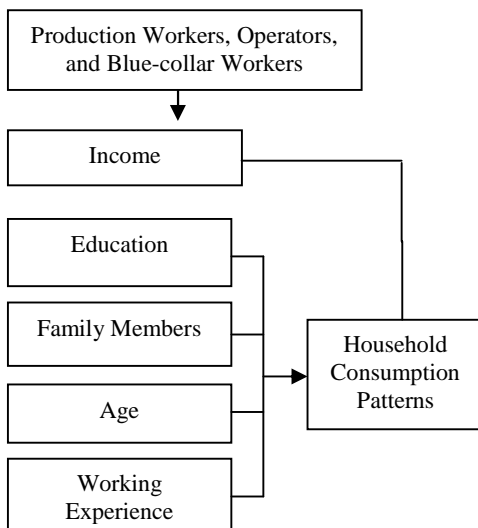 Production Workers, Operators,
and Blue-collar Workers
Income
Education
Family Members
Age
Working
Experience
Household
Consumption
Patterns